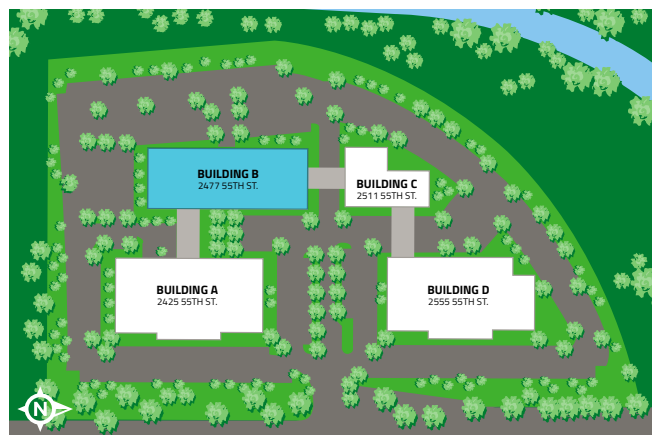 BUILDING B
2477 55TH ST.
BUILDING C
2511 55TH ST.
BUILDING A
2425 55TH ST.
BUILDING D
2555 55TH ST.
N